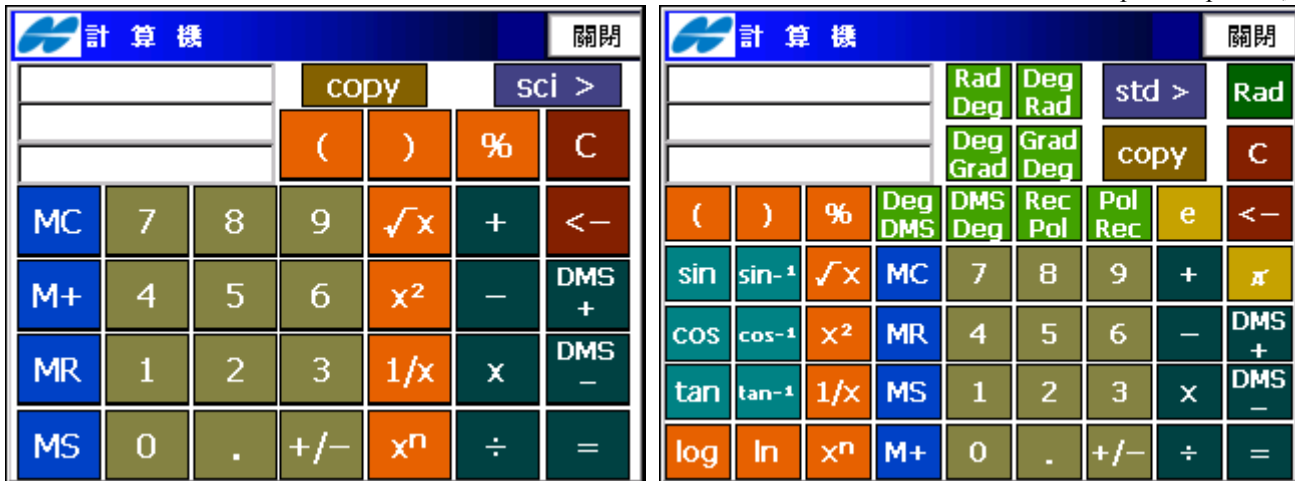 計 算 機 關閉
copy sci >
( ) % C
MC 7 8 9 √x + <−
M+ 4 5 6 x² − DMS +
MR 1 2 3 1/x x DMS −
MS 0 . +/− xⁿ ÷ =
計 算 機 關閉
Rad Deg Deg Rad std > Rad
Deg Grad Grad Deg copy C
( ) % Deg DMS DMS Deg Rec Pol Pol Rec e <−
sin sin-¹ √x MC 7 8 9 + π
cos cos-¹ x² MR 4 5 6 − DMS +
tan tan-¹ 1/x MS 1 2 3 x DMS −
log ln xⁿ M+ 0 . +/− ÷ =